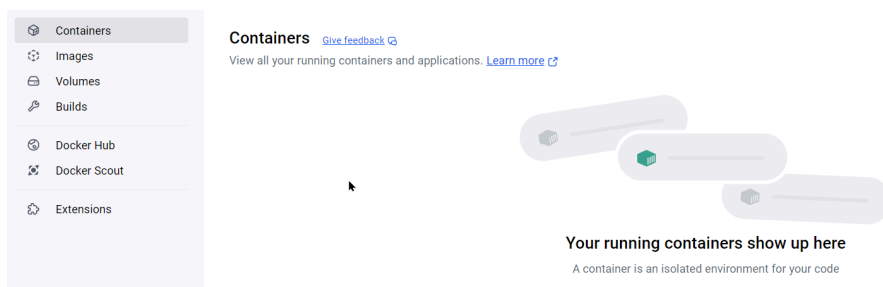 Containers
Images
Volumes
Builds
Docker Hub
Docker Scout
Extensions
Containers Give feedback
View all your running containers and applications. Learn more
Your running containers show up here
A container is an isolated environment for your code